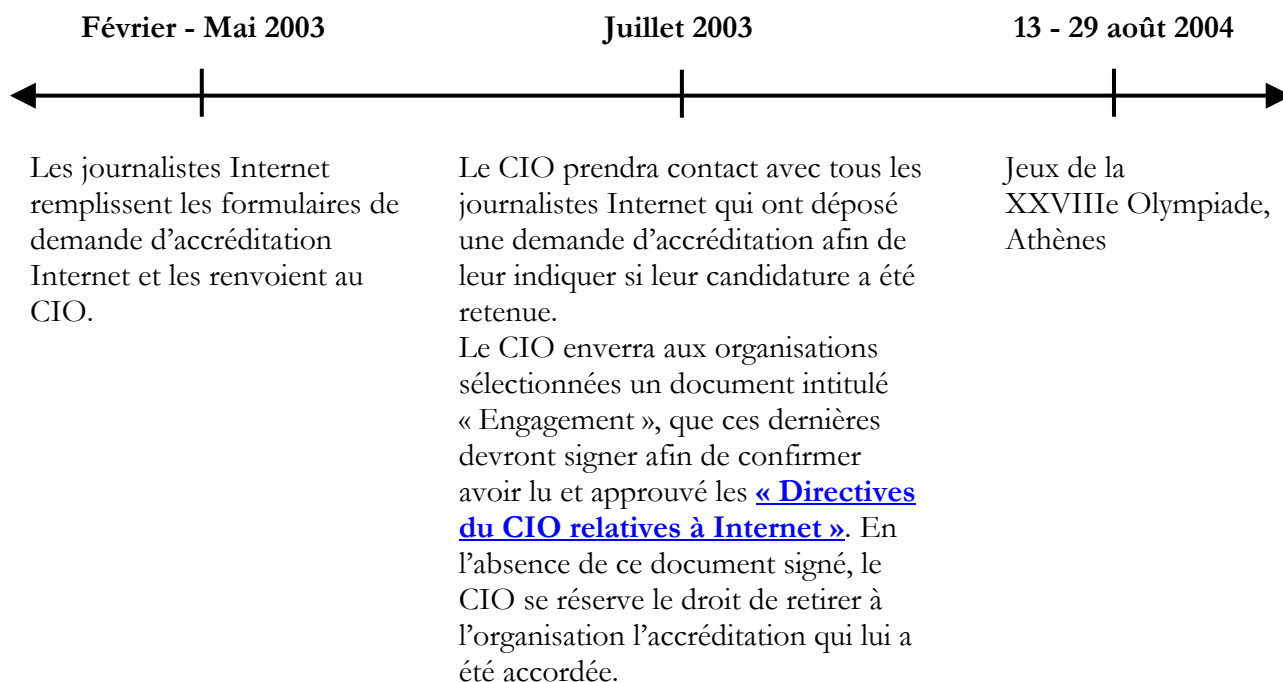 Février - Mai 2003
Juillet 2003
13 - 29 août 2004
Les journalistes Internet
remplissent les formulaires de
demande d’accréditation
Internet et les renvoient au
CIO.
Le CIO prendra contact avec tous les
journalistes Internet qui ont déposé
une demande d’accréditation afin de
leur indiquer si leur candidature a été
retenue.
Le CIO enverra aux organisations
sélectionnées un document intitulé
« Engagement », que ces dernières
devront signer afin de confirmer
avoir lu et approuvé les « Directives
du CIO relatives à Internet ». En
l’absence de ce document signé, le
CIO se réserve le droit de retirer à
l’organisation l’accréditation qui lui a
été accordée.
Jeux de la
XXVIIIe Olympiade,
Athènes